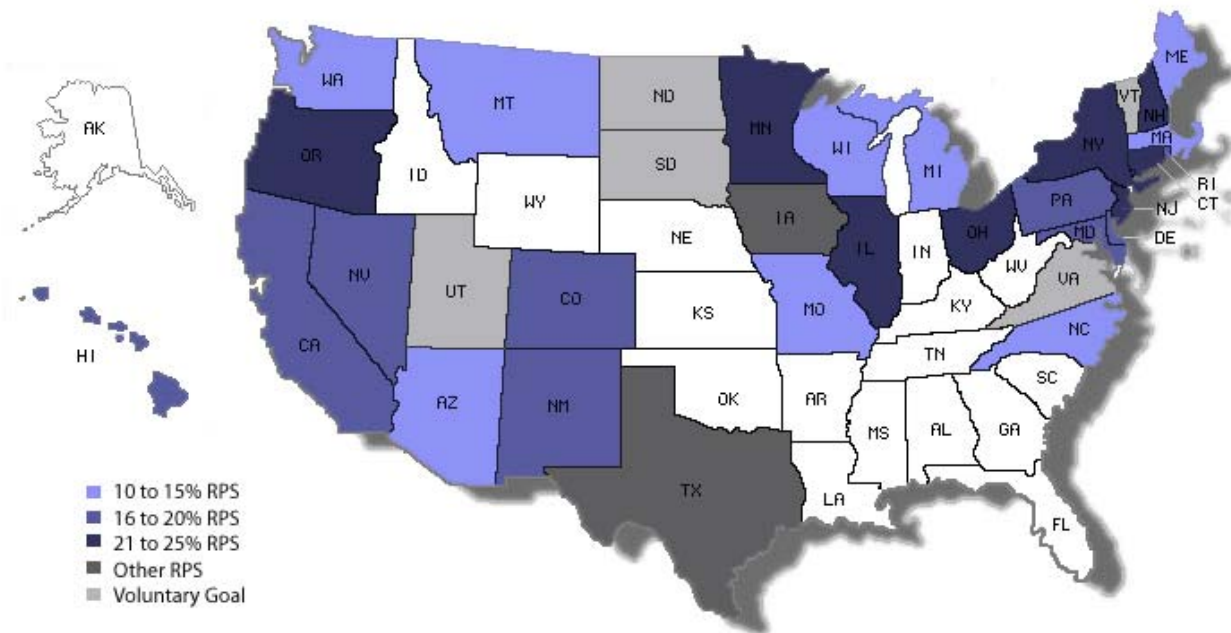 WA
MT
ND
MN
ME
VT
NH
AK
OR
ID
SD
WI
MI
NY
MA
WY
IA
PA
RI
CT
NJ
NE
IL
IN
OH
MD
DE
NV
UT
CO
WV
VA
KS
MO
KY
CA
HI
NC
TN
AZ
NM
OK
AR
SC
MS
AL
GA
TX
LA
FL
10 to 15% RPS
16 to 20% RPS
21 to 25% RPS
Other RPS
Voluntary Goal